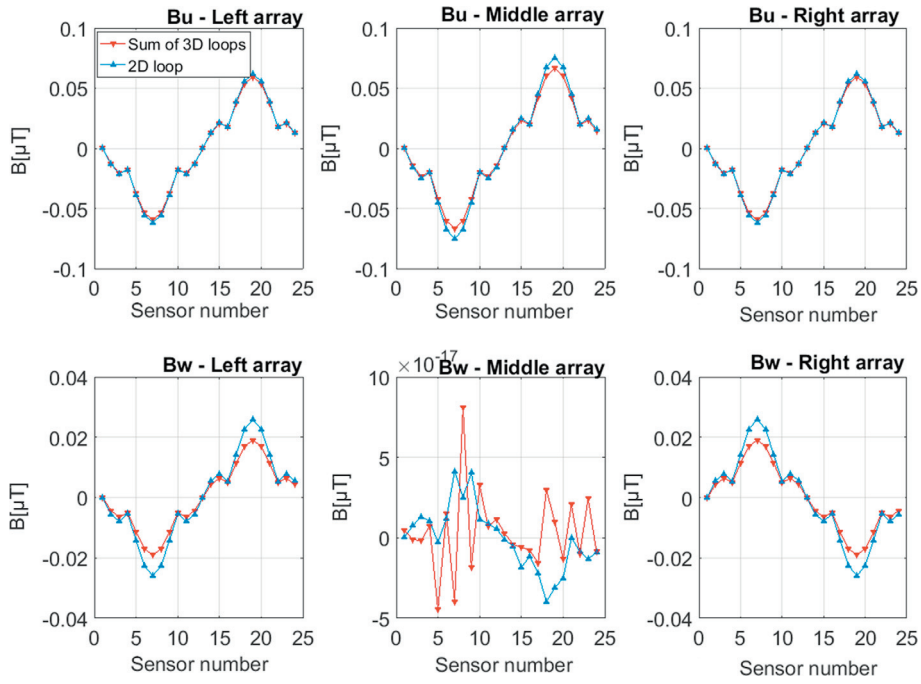 Bu - Left array
0.1
0.05
0
-0.05
-0.1
B[µT]
0 5 10 15 20 25
Sensor number
Sum of 3D loops
2D loop
Bu - Middle array
0.1
0.05
0
-0.05
-0.1
B[µT]
0 5 10 15 20 25
Sensor number
Bu - Right array
0.1
0.05
0
-0.05
-0.1
B[µT]
0 5 10 15 20 25
Sensor number
Bw - Left array
0.04
0.02
0
-0.02
-0.04
B[µT]
0 5 10 15 20 25
Sensor number
×10-17
Bw - Middle array
10
5
0
-5
B[µT]
0 5 10 15 20 25
Sensor number
Bw - Right array
0.04
0.02
0
-0.02
-0.04
B[µT]
0 5 10 15 20 25
Sensor number